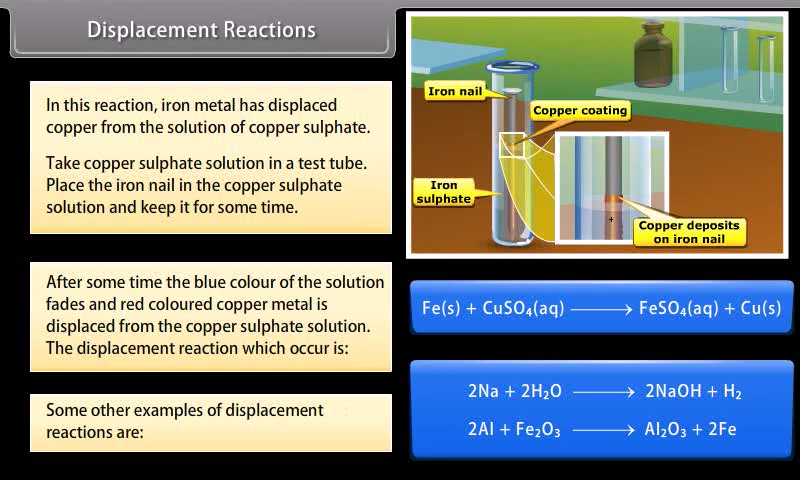 Displacement Reactions
In this reaction, iron metal has displaced
copper from the solution of copper sulphate.
Take copper sulphate solution in a test tube.
Place the iron nail in the copper sulphate
solution and keep it for some time.
Iron nail
Copper coating
Iron
sulphate
Copper deposits
on iron nail
After some time the blue colour of the solution
fades and red coloured copper metal is
displaced from the copper sulphate solution.
The displacement reaction which occur is:
Fe(s) + CuSO₄(aq) ⟶ FeSO₄(aq) + Cu(s)
Some other examples of displacement
reactions are:
2Na + 2H₂O ⟶ 2NaOH + H₂
2Al + Fe₂O₃ ⟶ Al₂O₃ + 2Fe